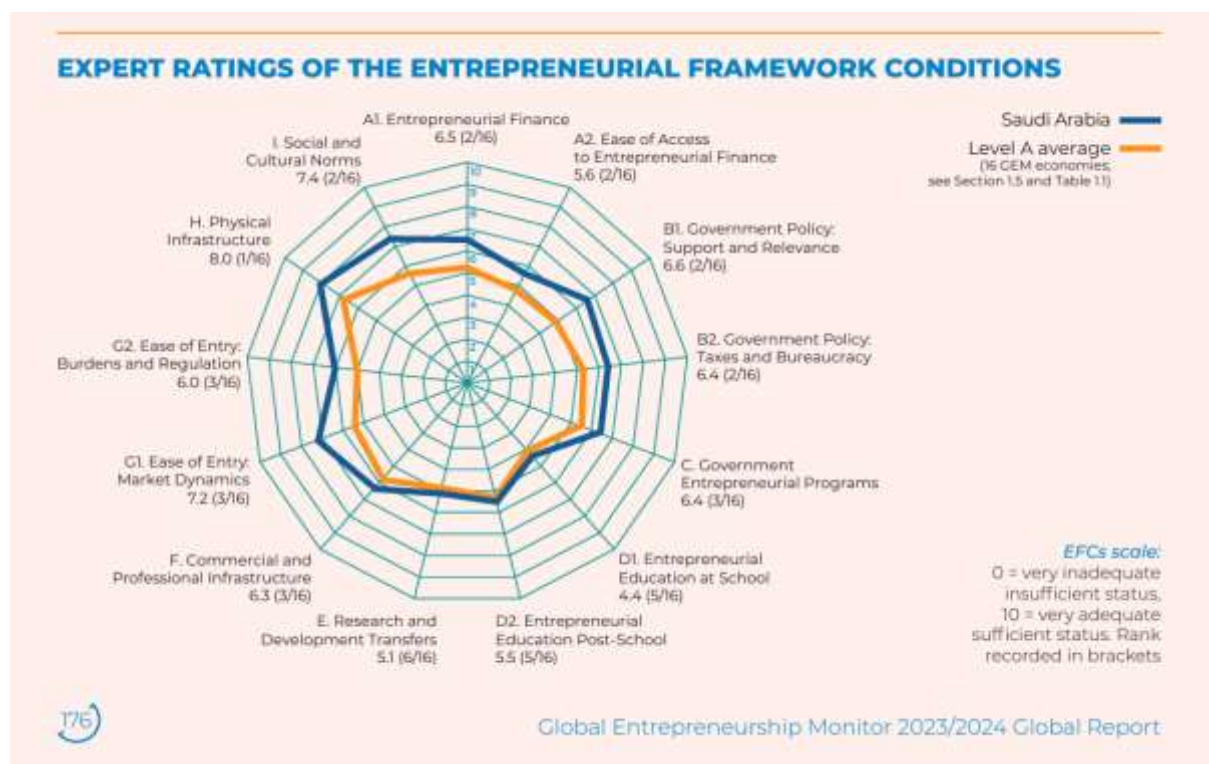 EXPERT RATINGS OF THE ENTREPRENEURIAL FRAMEWORK CONDITIONS
A1. Entrepreneurial Finance
6.5 (2/16)
A2. Ease of Access
to Entrepreneurial Finance
5.6 (2/16)
B1. Government Policy:
Support and Relevance
6.6 (2/16)
B2. Government Policy:
Taxes and Bureaucracy
6.4 (2/16)
C. Government
Entrepreneurial Programs
6.4 (3/16)
D1. Entrepreneurial
Education at School
4.4 (5/16)
D2. Entrepreneurial
Education Post-School
5.5 (5/16)
E. Research and
Development Transfers
5.1 (6/16)
F. Commercial and
Professional Infrastructure
6.3 (3/16)
G1. Ease of Entry:
Market Dynamics
7.2 (3/16)
G2. Ease of Entry:
Burdens and Regulation
6.0 (3/16)
H. Physical
Infrastructure
8.0 (1/16)
I. Social and
Cultural Norms
7.4 (2/16)
10
9
8
5
4
3
2
Saudi Arabia
Level A average
(16 GEM economies,
see Section 1.5 and Table 1.1)
EFCs scale:
0 = very inadequate
insufficient status,
10 = very adequate
sufficient status. Rank
recorded in brackets
176
Global Entrepreneurship Monitor 2023/2024 Global Report